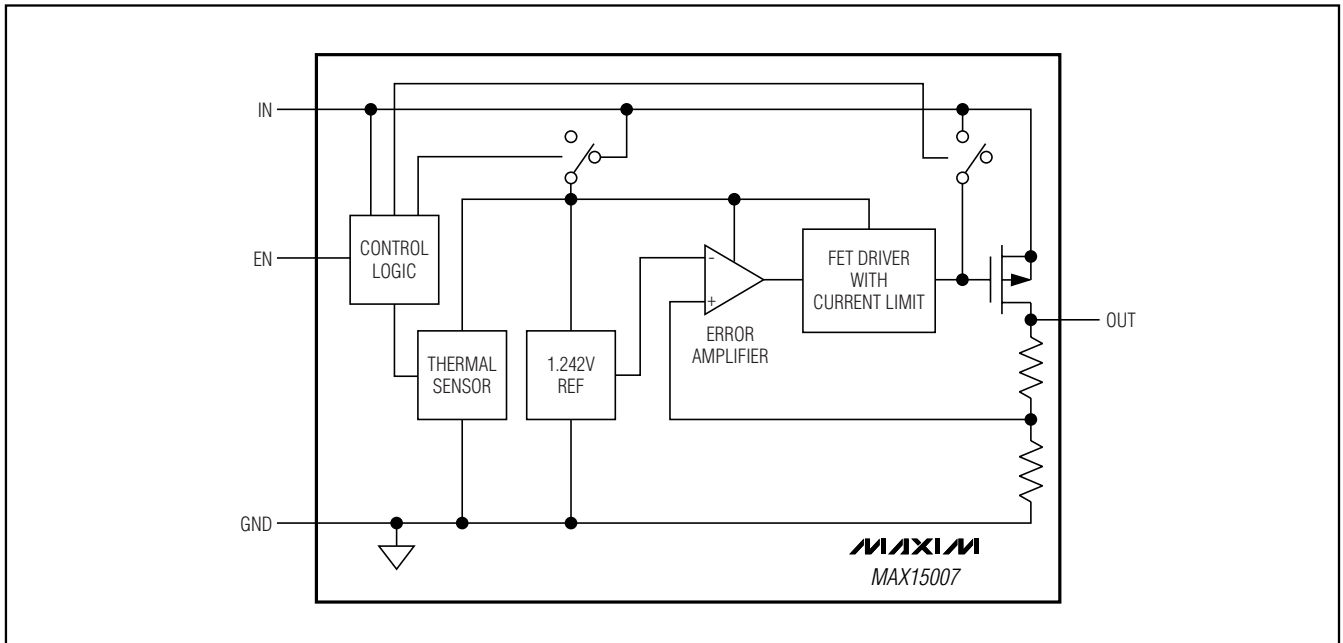 IN
EN
CONTROL
LOGIC
THERMAL
SENSOR
1.242V
REF
-
+
ERROR
AMPLIFIER
FET DRIVER
WITH
CURRENT LIMIT
OUT
GND
MAXIM
MAX15007